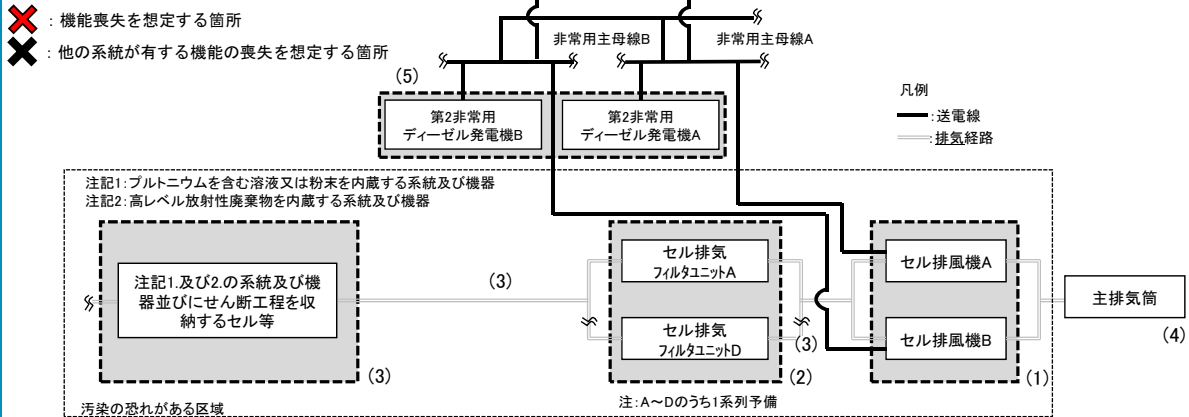 ：機能喪失を想定する箇所
：他の系統が有する機能の喪失を想定する箇所
非常用主母線B
非常用主母線A
(5)
第2非常用
ディーゼル発電機B
第2非常用
ディーゼル発電機A
凡例
：送電線
：排気経路
注記1：プルトニウムを含む溶液又は粉末を内蔵する系統及び機器
注記2：高レベル放射性廃棄物を内蔵する系統及び機器
注記1.及び2.の系統及び機
器並びにせん断工程を収
納するセル等
(3)
(3)
セル排気
フィルタユニットA
セル排気
フィルタユニットD
(3)
(2)
セル排風機A
セル排風機B
(1)
主排気筒
(4)
汚染の恐れがある区域
注：A～Dのうち1系列予備